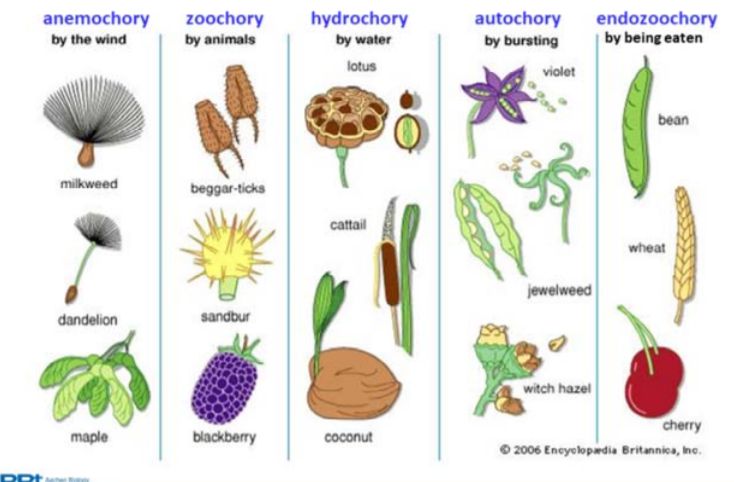 anemochory
by the wind
milkweed
dandelion
maple
zoochory
by animals
beggar-ticks
sandbur
blackberry
hydrochory
by water
lotus
cattail
coconut
autochory
by bursting
violet
jewelweed
witch hazel
endozoochory
by being eaten
bean
wheat
cherry
© 2006 Encyclopædia Britannica, Inc.